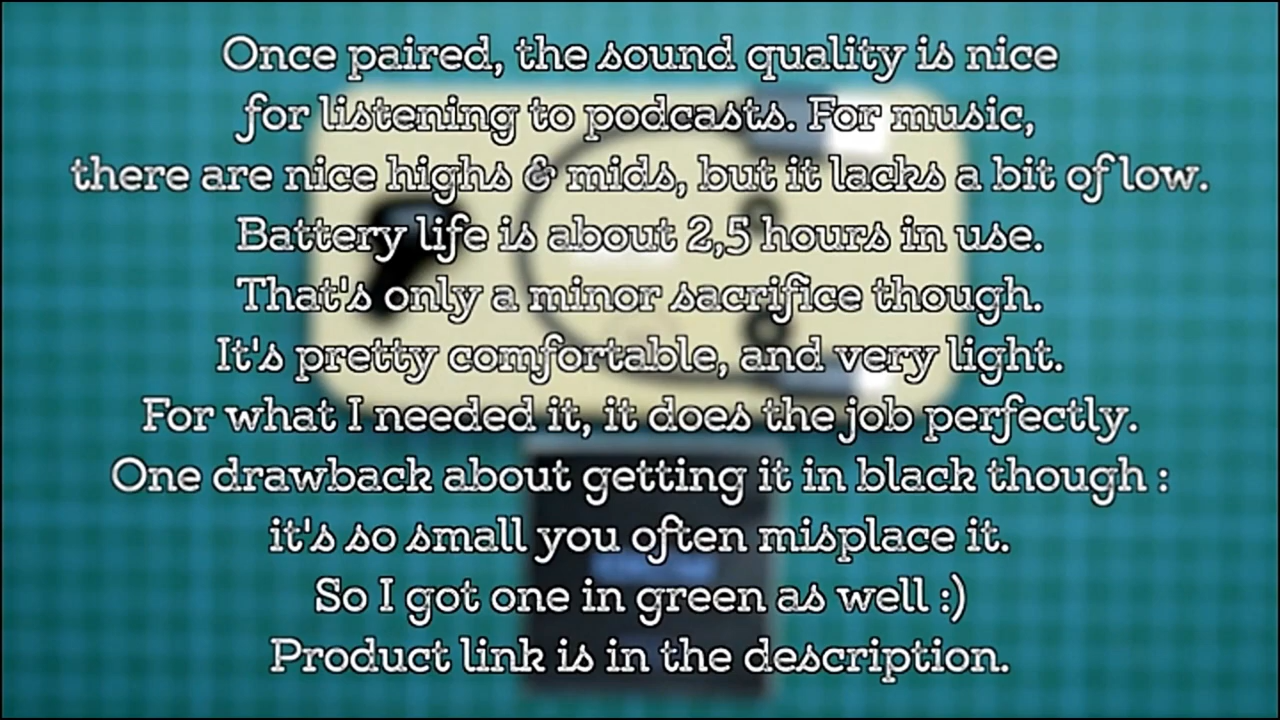 Once paired, the sound quality is nice
for listening to podcasts. For music,
there are nice highs & mids, but it lacks a bit of low.
Battery life is about 2,5 hours in use.
That's only a minor sacrifice though.
It's pretty comfortable, and very light.
For what I needed it, it does the job perfectly.
One drawback about getting it in black though :
it's so small you often misplace it.
So I got one in green as well :)
Product link is in the description.